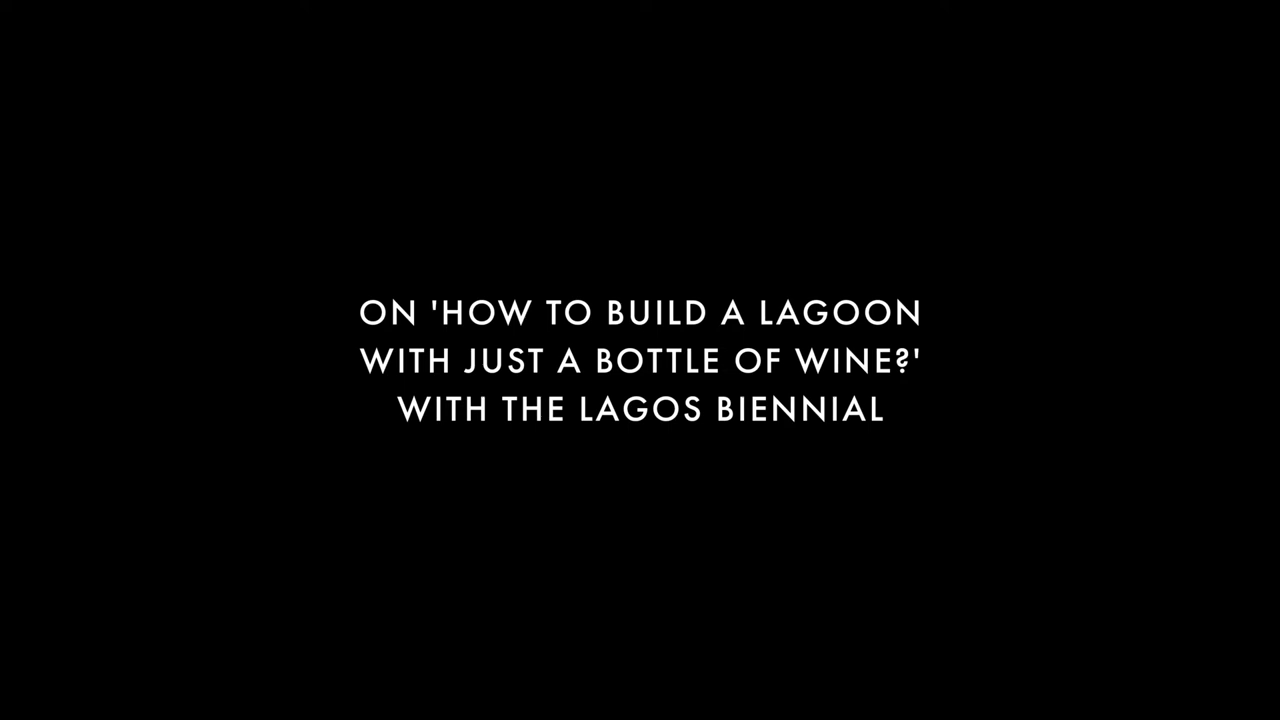 ON 'HOW TO BUILD A LAGOON
WITH JUST A BOTTLE OF WINE?'
WITH THE LAGOS BIENNIAL